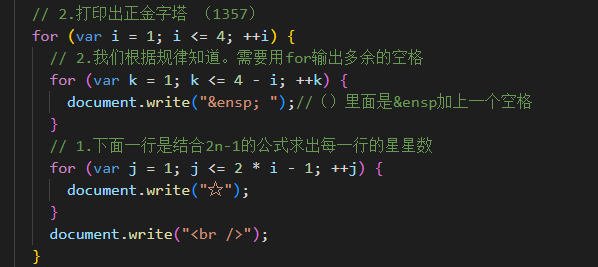 // 2.打印出正金字塔 （1357）
for (var i = 1; i <= 4; ++i) {
// 2.我们根据规律知道。需要用for输出多余的空格
for (var k = 1; k <= 4 - i; ++k) {
document.write("&ensp; ");//（）里面是&ensp加上一个空格
}
// 1.下面一行是结合2n-1的公式求出每一行的星星数
for (var j = 1; j <= 2 * i - 1; ++j) {
document.write("☆");
}
document.write("<br />");
}